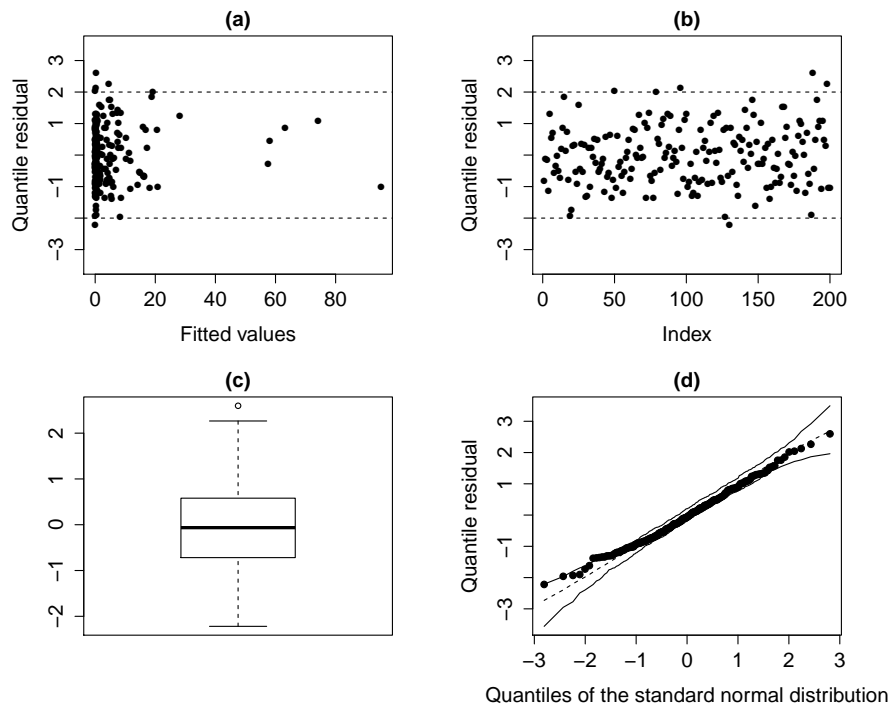 (a)
Quantile residual
3
2
1
−1
−3
0 20 40 60 80
Fitted values
(b)
Quantile residual
3
2
1
−1
−3
0 50 100 150 200
Index
(c)
2
1
0
−1
−2
(d)
Quantile residual
3
2
1
−1
−3
−3 −2 −1 0 1 2 3
Quantiles of the standard normal distribution